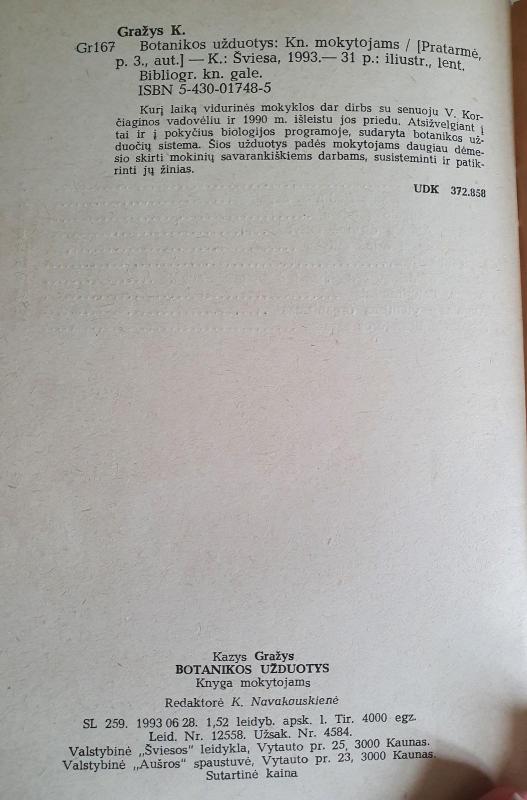 Gražys K.
Gr167 Botanikos užduotys: Kn. mokytojams / [Pratarmė,
p. 3., aut.] — K.: Šviesa, 1993.— 31 p.: iliustr., lent.
Bibliogr. kn. gale.
ISBN 5-430-01748-5
Kurį laiką vidurinės mokyklos dar dirbs su senuoju V. Kor-
čiaginos vadovėliu ir 1990 m. išleistu jos priedu. Atsižvelgiant į
tai ir į pokyčius biologijos programoje, sudaryta botanikos už-
duočių sistema. Šios užduotys padės mokytojams daugiau dėme-
sio skirti mokinių savarankiškiems darbams, susisteminti ir patik-
rinti jų žinias.
UDK 372.858
Kazys Gražys
BOTANIKOS UŽDUOTYS
Knyga mokytojams
Redaktorė K. Navakauskienė
SL 259. 1993 06 28. 1,52 leidyb. apsk. l. Tir. 4000 egz.
Leid. Nr. 12558. Užsak. Nr. 4584.
Valstybinė „Šviesos" leidykla, Vytauto pr. 25, 3000 Kaunas.
Valstybinė „Aušros" spaustuvė, Vytauto pr. 23, 3000 Kaunas.
Sutartinė kaina